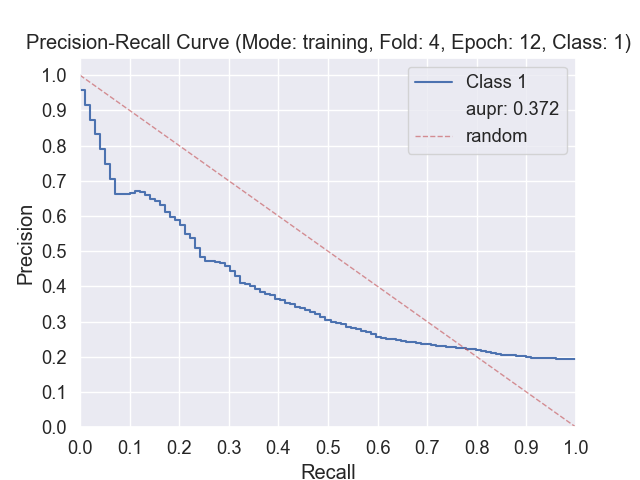 Precision-Recall Curve (Mode: training, Fold: 4, Epoch: 12, Class: 1)
Class 1
aupr: 0.372
random
1.0
0.9
0.8
0.7
0.6
0.5
0.4
0.3
0.2
0.1
0.0
Precision
0.0 0.1 0.2 0.3 0.4 0.5 0.6 0.7 0.8 0.9 1.0
Recall